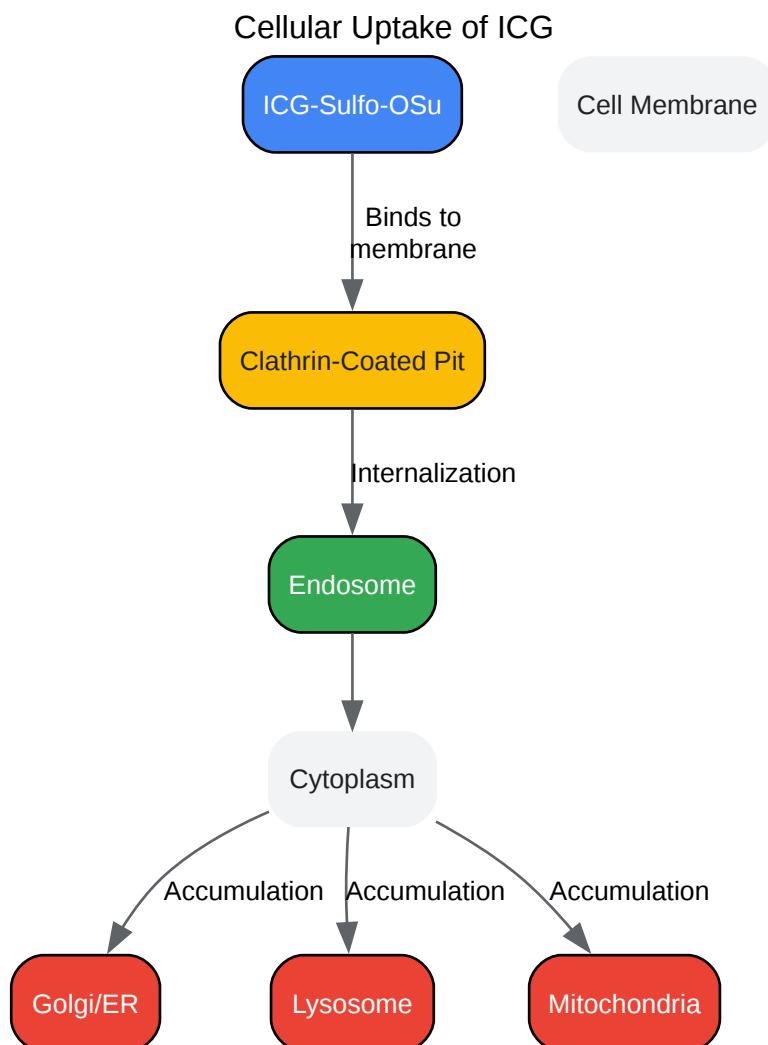 Cellular Uptake of ICG
ICG-Sulfo-OSu
Cell Membrane
Binds to
membrane
Clathrin-Coated Pit
Internalization
Endosome
Cytoplasm
Accumulation
Accumulation
Accumulation
Golgi/ER
Lysosome
Mitochondria